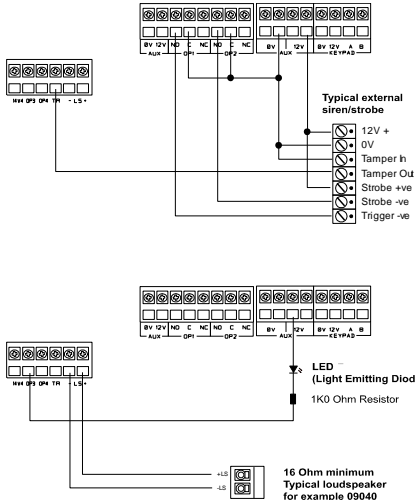 0V 12V NO C NC NO C NC
AUX OP1 OP2
0V 12V
AUX
0V 12V A B
KEYPAD
14V4 OP3 OP4 TR - LS +
Typical external
siren/strobe
12V +
0V
Tamper In
Tamper Out
Strobe +ve
Strobe -ve
Trigger -ve
0V 12V NO C NC NO C NC
AUX OP1 OP2
0V 12V
AUX
0V 12V A B
KEYPAD
14V4 OP3 OP4 TR - LS +
LED
(Light Emitting Diod
1K0 Ohm Resistor
+LS
-LS
16 Ohm minimum
Typical loudspeaker
for example 09040